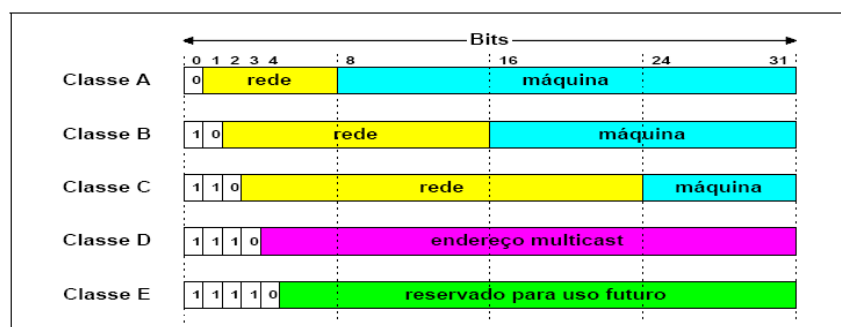 Bits
0 1 2 3 4 8 16 24 31
Classe A 0 rede máquina
Classe B 1 0 rede máquina
Classe C 1 1 0 rede máquina
Classe D 1 1 1 0 endereço multicast
Classe E 1 1 1 1 0 reservado para uso futuro